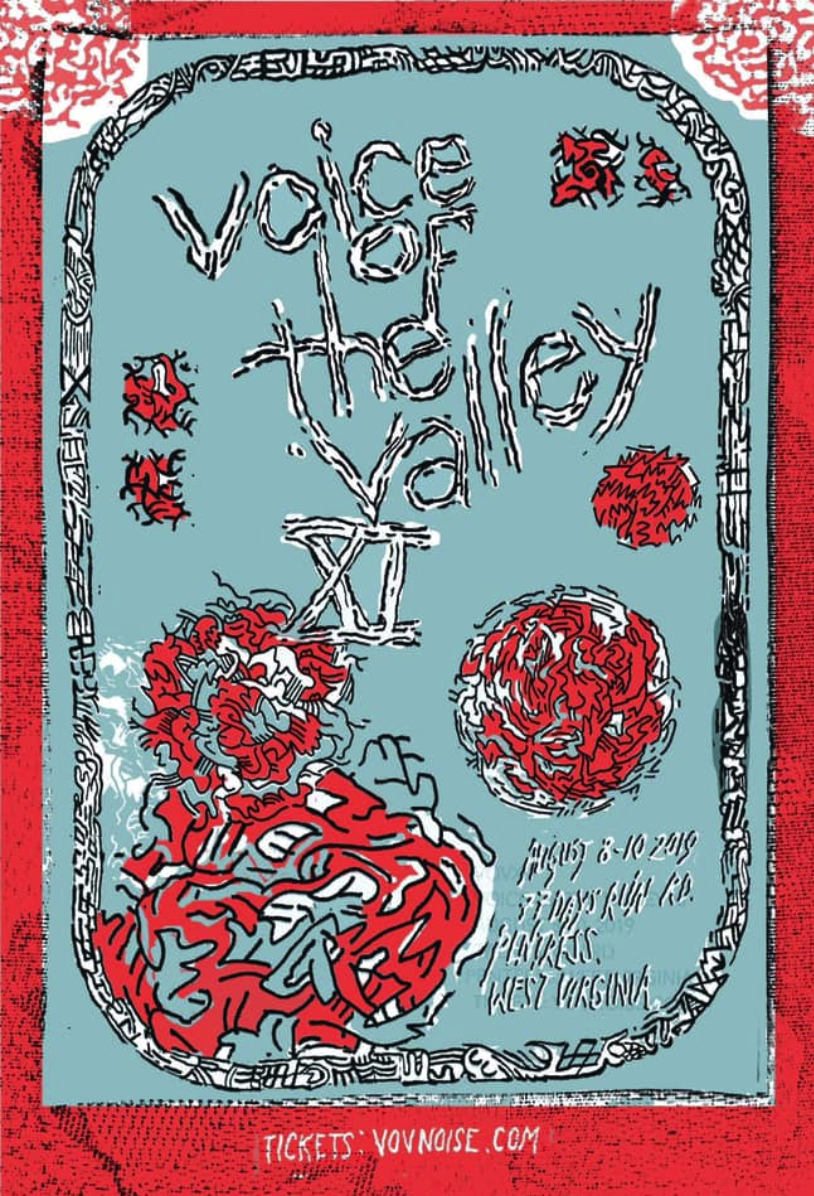 voice
of
the
valley
XI
AUGUST 8-10 2019
77 DAYS RUN RD.
PENTRESS,
WEST VIRGINIA
TICKETS: VOVNOISE.COM